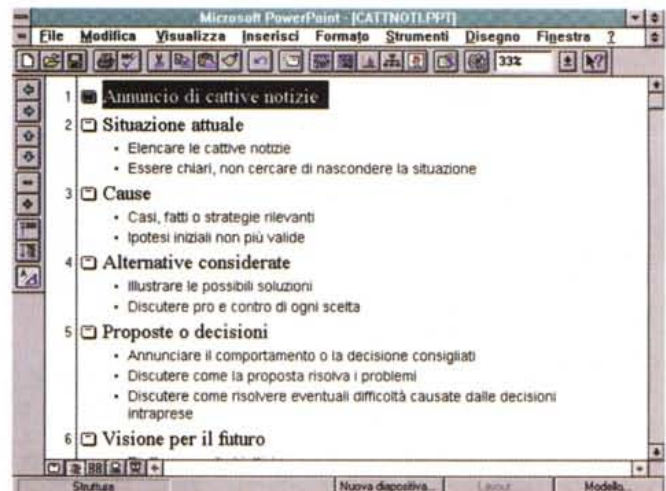 Microsoft PowerPoint - [CATTNOTI.PPT]
File Modifica Visualizza Inserisci Formato Strumenti Disegno Finestra ?
33%
1 Annuncio di cattive notizie
2 Situazione attuale
• Elencare le cattive notizie
• Essere chiari, non cercare di nascondere la situazione
3 Cause
• Casi, fatti o strategie rilevanti
• Ipotesi iniziali non più valide
4 Alternative considerate
• Illustrare le possibili soluzioni
• Discutere pro e contro di ogni scelta
5 Proposte o decisioni
• Annunciare il comportamento o la decisione consigliati
• Discutere come la proposta risolva i problemi
• Discutere come risolvere eventuali difficoltà causate dalle decisioni
intraprese
6 Visione per il futuro
Struttura Nuova diapositiva... Layout... Modello...